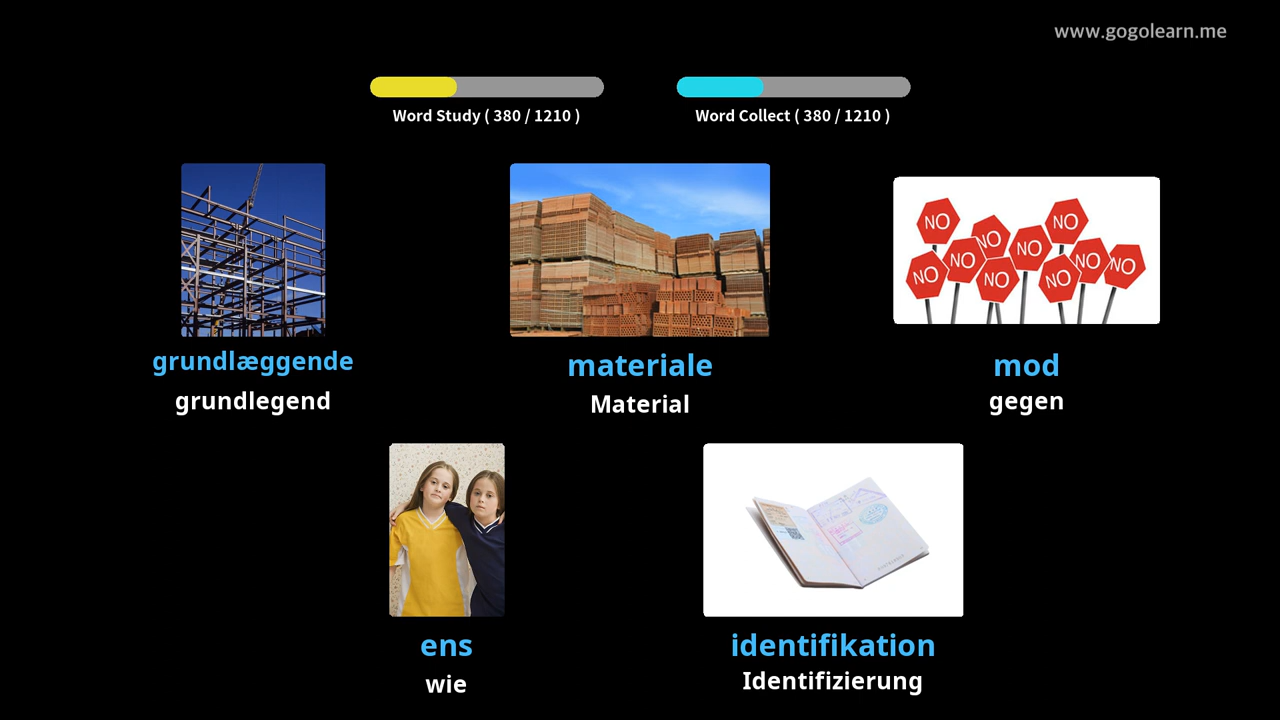 www.gogolearn.me
Word Study ( 380 / 1210 )
Word Collect ( 380 / 1210 )
NO
NO
NO
NO
NO
NO
NO
NO
NO
NO
grundlæggende
grundlegend
materiale
Material
mod
gegen
ens
wie
identifikation
Identifizierung